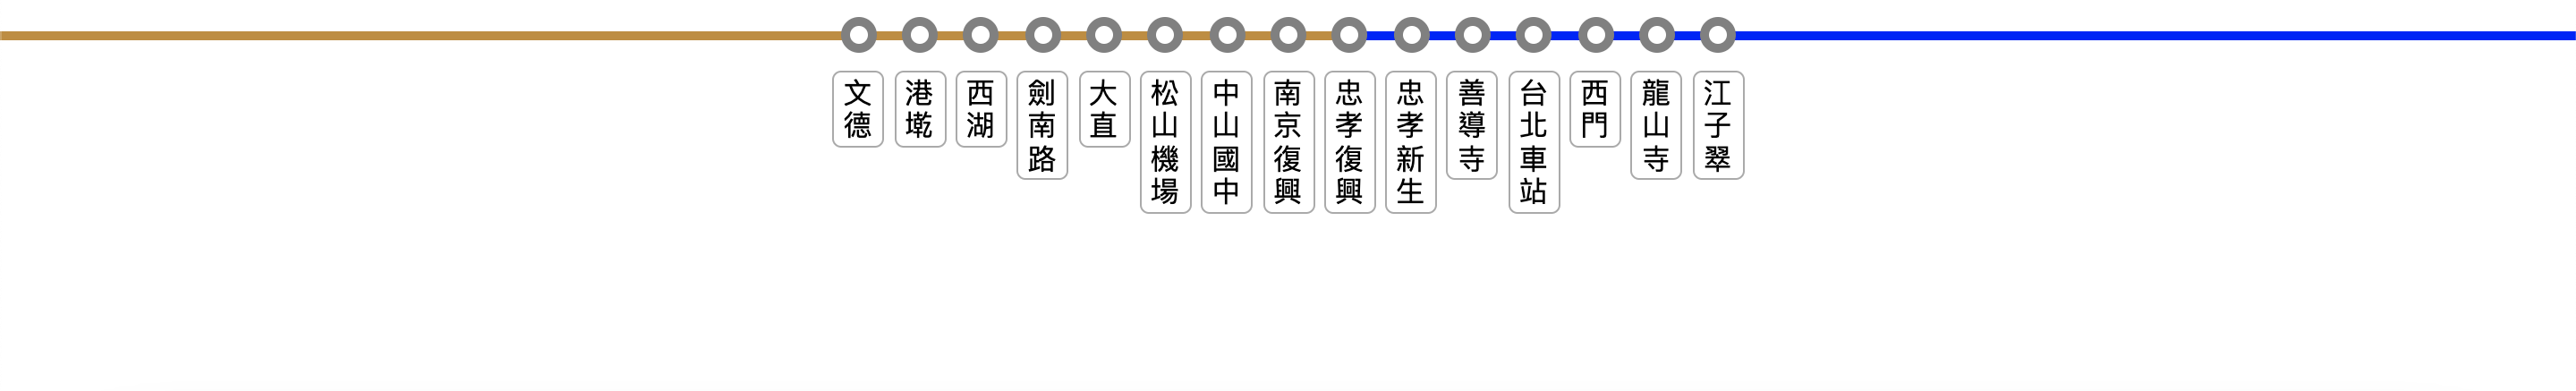 文德
港墘
西湖
劍南路
大直
松山機場
中山國中
南京復興
忠孝復興
忠孝新生
善導寺
台北車站
西門
龍山寺
江子翠